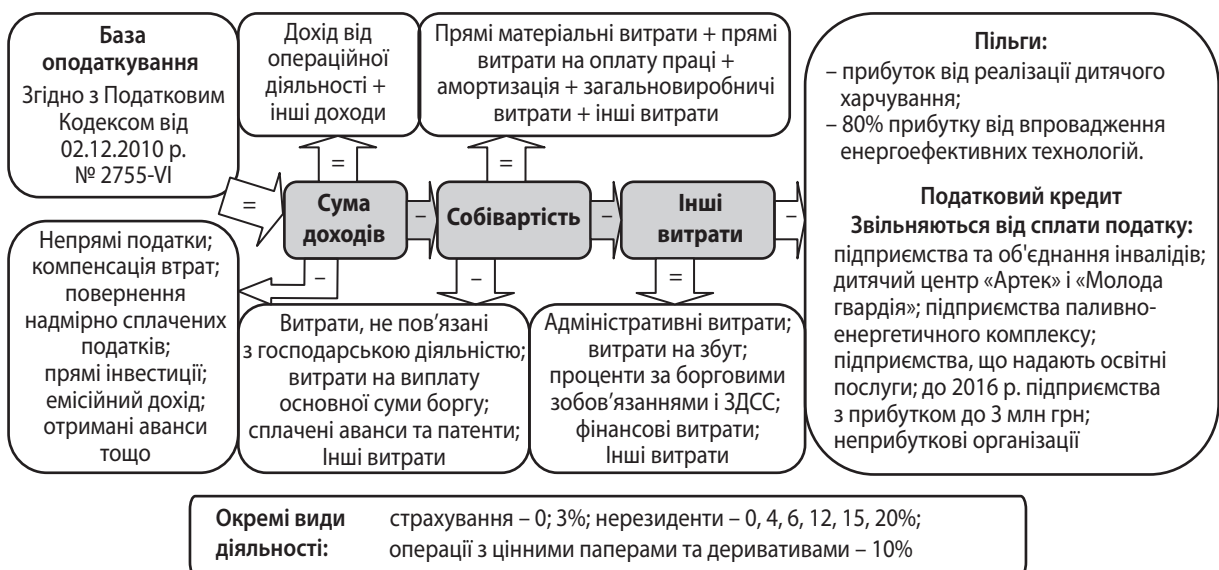 База
оподаткування
Згідно з Податковим
Кодексом від
02.12.2010 р.
№ 2755-VI
Дохід від
операційної
діяльності +
інші доходи
Прямі матеріальні витрати + прямі
витрати на оплату праці +
амортизація + загальновиробничі
витрати + інші витрати
Пільги:
– прибуток від реалізації дитячого
харчування;
– 80% прибутку від впровадження
енергоефективних технологій.
Податковий кредит
Звільняються від сплати податку:
підприємства та об'єднання інвалідів;
дитячий центр «Артек» і «Молода
гвардія»; підприємства паливно-
енергетичного комплексу;
підприємства, що надають освітні
послуги; до 2016 р. підприємства
з прибутком до 3 млн грн;
неприбуткові організації
=
=
=
Сума
доходів
–
Собівартість
–
Інші
витрати
–
–
–
=
Непрямі податки;
компенсація втрат;
повернення
надмірно сплачених
податків;
прямі інвестиції;
емісійний дохід;
отримані аванси
тощо
Витрати, не пов’язані
з господарською діяльністю;
витрати на виплату
основної суми боргу;
сплачені аванси та патенти;
Інші витрати
Адміністративні витрати;
витрати на збут;
проценти за борговими
зобов’язаннями і ЗДСС;
фінансові витрати;
Інші витрати
Окремі види страхування – 0; 3%; нерезиденти – 0, 4, 6, 12, 15, 20%;
діяльності: операції з цінними паперами та деривативами – 10%